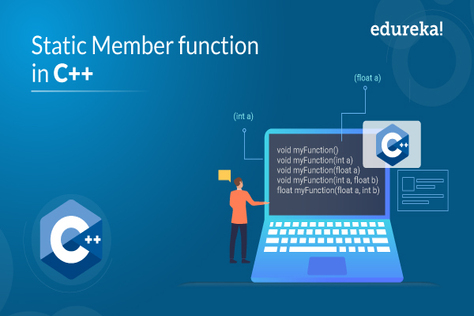 edureka!
Static Member function
in C++
(float a)
(int a)
void myFunction()
void myFunction(int a)
void myFunction(float a)
void myFunction(int a, float b)
float myFunction(float a, int b)
C++
C++